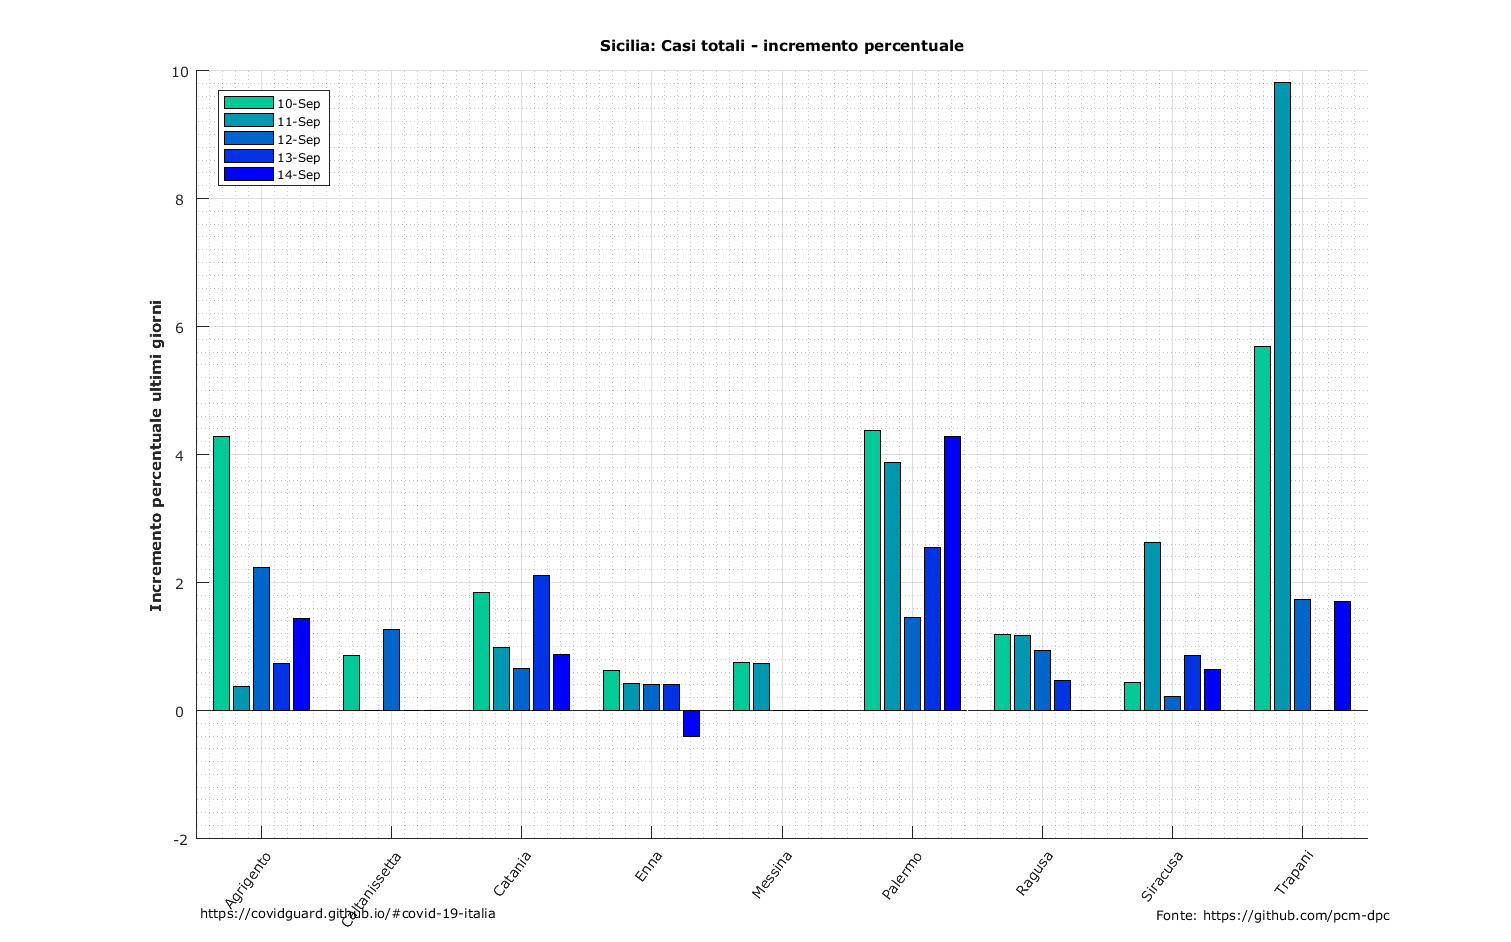 Sicilia: Casi totali - incremento percentuale
10
8
6
4
2
0
-2
Incremento percentuale ultimi giorni
10-Sep
11-Sep
12-Sep
13-Sep
14-Sep
Agrigento
Caltanissetta
Catania
Enna
Messina
Palermo
Ragusa
Siracusa
Trapani
https://covidguard.github.io/#covid-19-italia
Fonte: https://github.com/pcm-dpc